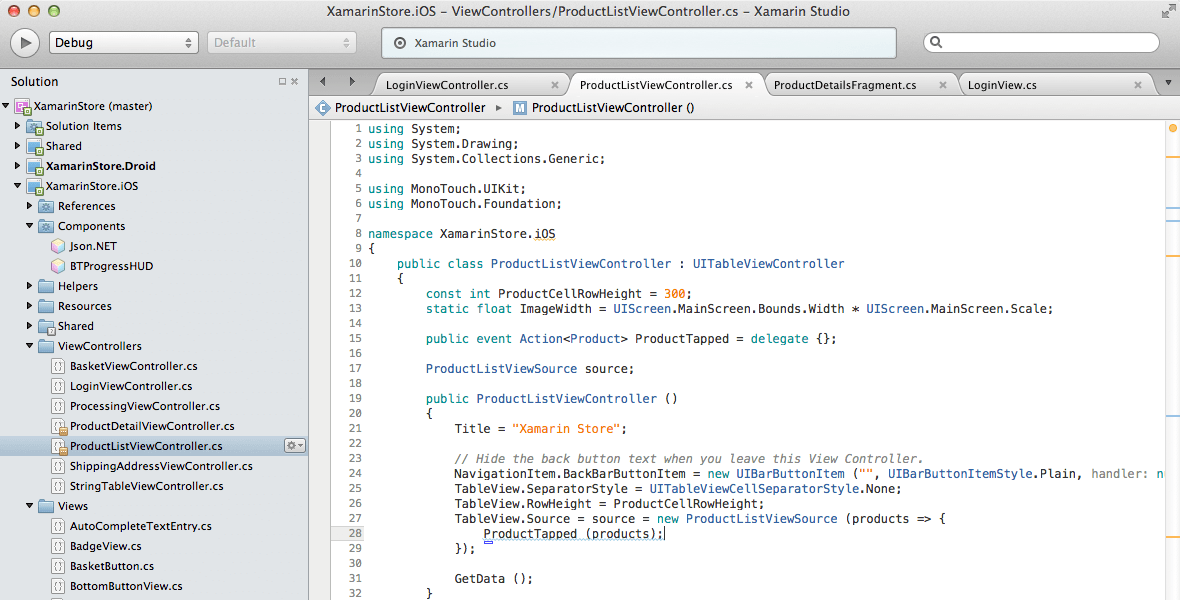 XamarinStore.iOS – ViewControllers/ProductListViewController.cs – Xamarin Studio
Debug
Default
Xamarin Studio
Solution
XamarinStore (master)
Solution Items
Shared
XamarinStore.Droid
XamarinStore.iOS
References
Components
Json.NET
BTProgressHUD
Helpers
Resources
Shared
ViewControllers
BasketViewController.cs
LoginViewController.cs
ProcessingViewController.cs
ProductDetailViewController.cs
ProductListViewController.cs
ShippingAddressViewController.cs
StringTableViewController.cs
Views
AutoCompleteTextEntry.cs
BadgeView.cs
BasketButton.cs
BottomButtonView.cs
LoginViewController.cs
ProductListViewController.cs
ProductDetailsFragment.cs
LoginView.cs
ProductListViewController
M ProductListViewController ()
1 using System;
2 using System.Drawing;
3 using System.Collections.Generic;
4
5 using MonoTouch.UIKit;
6 using MonoTouch.Foundation;
7
8 namespace XamarinStore.iOS
9 {
10 public class ProductListViewController : UITableViewController
11 {
12 const int ProductCellRowHeight = 300;
13 static float ImageWidth = UIScreen.MainScreen.Bounds.Width * UIScreen.MainScreen.Scale;
14
15 public event Action<Product> ProductTapped = delegate {};
16
17 ProductListViewSource source;
18
19 public ProductListViewController ()
20 {
21 Title = "Xamarin Store";
22
23 // Hide the back button text when you leave this View Controller.
24 NavigationItem.BackBarButtonItem = new UIBarButtonItem ("", UIBarButtonItemStyle.Plain, handler: n
25 TableView.SeparatorStyle = UITableViewCellSeparatorStyle.None;
26 TableView.RowHeight = ProductCellRowHeight;
27 TableView.Source = source = new ProductListViewSource (products => {
28 ProductTapped (products);
29 });
30
31 GetData ();
32 }